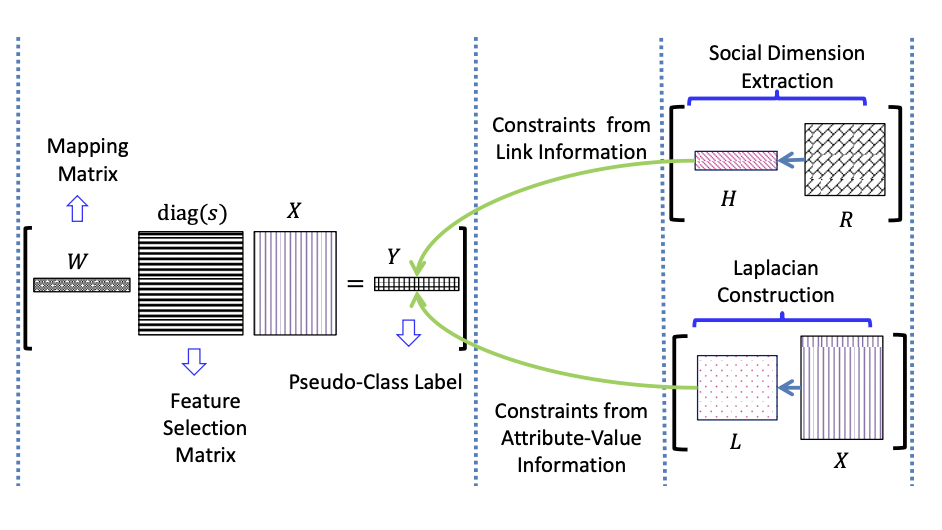 Mapping
Matrix
W
diag(s)
X
=
Y
Feature
Selection
Matrix
Pseudo-Class Label
Constraints from
Link Information
Constraints from
Attribute-Value
Information
Social Dimension
Extraction
H
R
Laplacian
Construction
L
X